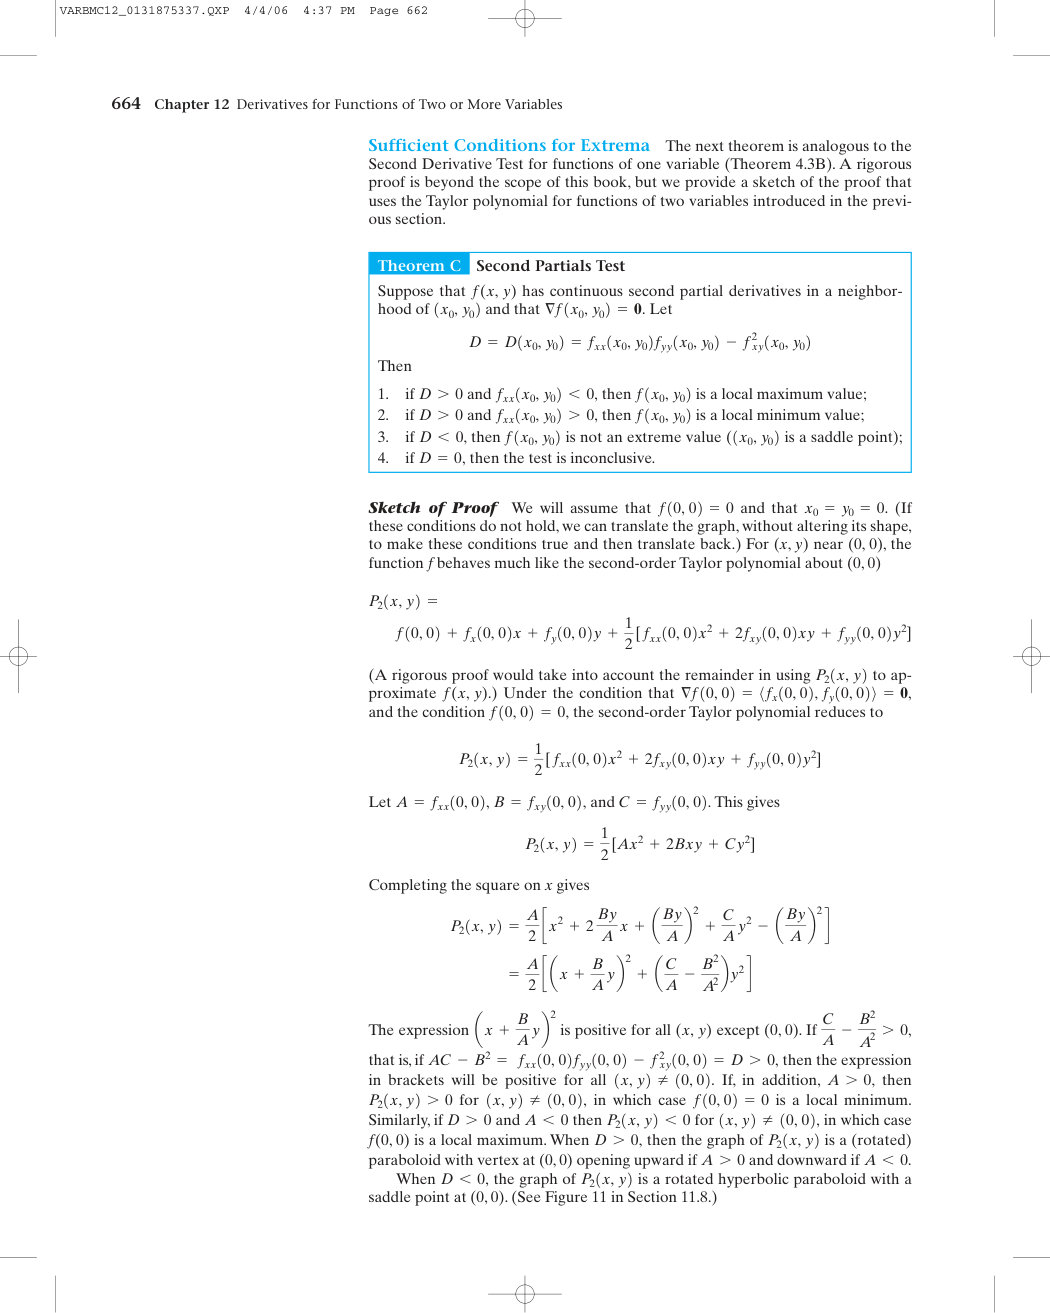 VARBMC12_0131875337.QXP 4/4/06 4:37 PM Page 662
664 Chapter 12 Derivatives for Functions of Two or More Variables
Sufficient Conditions for Extrema The next theorem is analogous to the
Second Derivative Test for functions of one variable (Theorem 4.3B). A rigorous
proof is beyond the scope of this book, but we provide a sketch of the proof that
uses the Taylor polynomial for functions of two variables introduced in the previ-
ous section.
Theorem C Second Partials Test
Suppose that f(x, y) has continuous second partial derivatives in a neighbor-
hood of (x₀, y₀) and that ∇f(x₀, y₀) = 0. Let
D = D(x₀, y₀) = fₓₓ(x₀, y₀)f_yy(x₀, y₀) − f²_xy(x₀, y₀)
Then
1. if D > 0 and fₓₓ(x₀, y₀) < 0, then f(x₀, y₀) is a local maximum value;
2. if D > 0 and fₓₓ(x₀, y₀) > 0, then f(x₀, y₀) is a local minimum value;
3. if D < 0, then f(x₀, y₀) is not an extreme value ((x₀, y₀) is a saddle point);
4. if D = 0, then the test is inconclusive.
Sketch of Proof We will assume that f(0, 0) = 0 and that x₀ = y₀ = 0. (If
these conditions do not hold, we can translate the graph, without altering its shape,
to make these conditions true and then translate back.) For (x, y) near (0, 0), the
function f behaves much like the second-order Taylor polynomial about (0, 0)
P₂(x, y) =
f(0, 0) + fₓ(0, 0)x + f_y(0, 0)y + 1/2[fₓₓ(0, 0)x² + 2f_xy(0, 0)xy + f_yy(0, 0)y²]
(A rigorous proof would take into account the remainder in using P₂(x, y) to ap-
proximate f(x, y).) Under the condition that ∇f(0, 0) = ⟨fₓ(0, 0), f_y(0, 0)⟩ = 0,
and the condition f(0, 0) = 0, the second-order Taylor polynomial reduces to
P₂(x, y) = 1/2[fₓₓ(0, 0)x² + 2f_xy(0, 0)xy + f_yy(0, 0)y²]
Let A = fₓₓ(0, 0), B = f_xy(0, 0), and C = f_yy(0, 0). This gives
P₂(x, y) = 1/2[Ax² + 2Bxy + Cy²]
Completing the square on x gives
P₂(x, y) = A/2[x² + 2 By/A x + (By/A)² + C/A y² − (By/A)²]
= A/2[(x + B/A y)² + (C/A − B²/A²)y²]
The expression (x + B/A y)² is positive for all (x, y) except (0, 0). If C/A − B²/A² > 0,
that is, if AC − B² = fₓₓ(0, 0)f_yy(0, 0) − f²_xy(0, 0) = D > 0, then the expression
in brackets will be positive for all (x, y) ≠ (0, 0). If, in addition, A > 0, then
P₂(x, y) > 0 for (x, y) ≠ (0, 0), in which case f(0, 0) = 0 is a local minimum.
Similarly, if D > 0 and A < 0 then P₂(x, y) < 0 for (x, y) ≠ (0, 0), in which case
f(0, 0) is a local maximum. When D > 0, then the graph of P₂(x, y) is a (rotated)
paraboloid with vertex at (0, 0) opening upward if A > 0 and downward if A < 0.
When D < 0, the graph of P₂(x, y) is a rotated hyperbolic paraboloid with a
saddle point at (0, 0). (See Figure 11 in Section 11.8.)